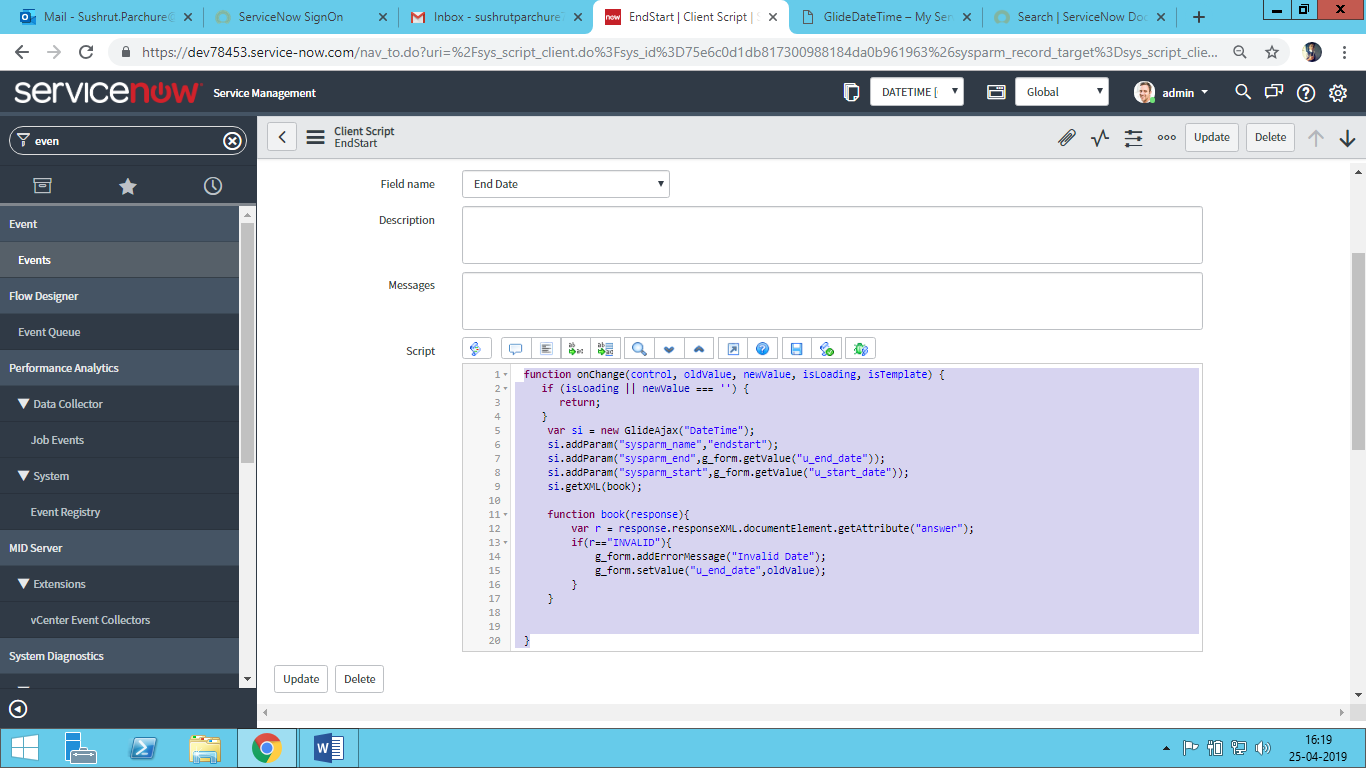 Mail - Sushrut.Parchure
ServiceNow SignOn
Inbox - sushrutparchure
now
EndStart | Client Script |
GlideDateTime – My Ser
Search | ServiceNow Doc
https://dev78453.service-now.com/nav_to.do?uri=%2Fsys_script_client.do%3Fsys_id%3D75e6c0d1db817300988184da0b961963%26sysparm_record_target%3Dsys_script_clie...
servicenow
Service Management
DATETIME [
Global
admin
even
Client Script
EndStart
Update
Delete
Event
Events
Flow Designer
Event Queue
Performance Analytics
Data Collector
Job Events
System
Event Registry
MID Server
Extensions
vCenter Event Collectors
System Diagnostics
Field name
End Date
Description
Messages
Script
1 function onChange(control, oldValue, newValue, isLoading, isTemplate) {
2 if (isLoading || newValue === '') {
3 return;
4 }
5 var si = new GlideAjax("DateTime");
6 si.addParam("sysparm_name","endstart");
7 si.addParam("sysparm_end",g_form.getValue("u_end_date"));
8 si.addParam("sysparm_start",g_form.getValue("u_start_date"));
9 si.getXML(book);
10
11 function book(response){
12 var r = response.responseXML.documentElement.getAttribute("answer");
13 if(r=="INVALID"){
14 g_form.addErrorMessage("Invalid Date");
15 g_form.setValue("u_end_date",oldValue);
16 }
17 }
18
19
20 }
Update
Delete
16:19
25-04-2019